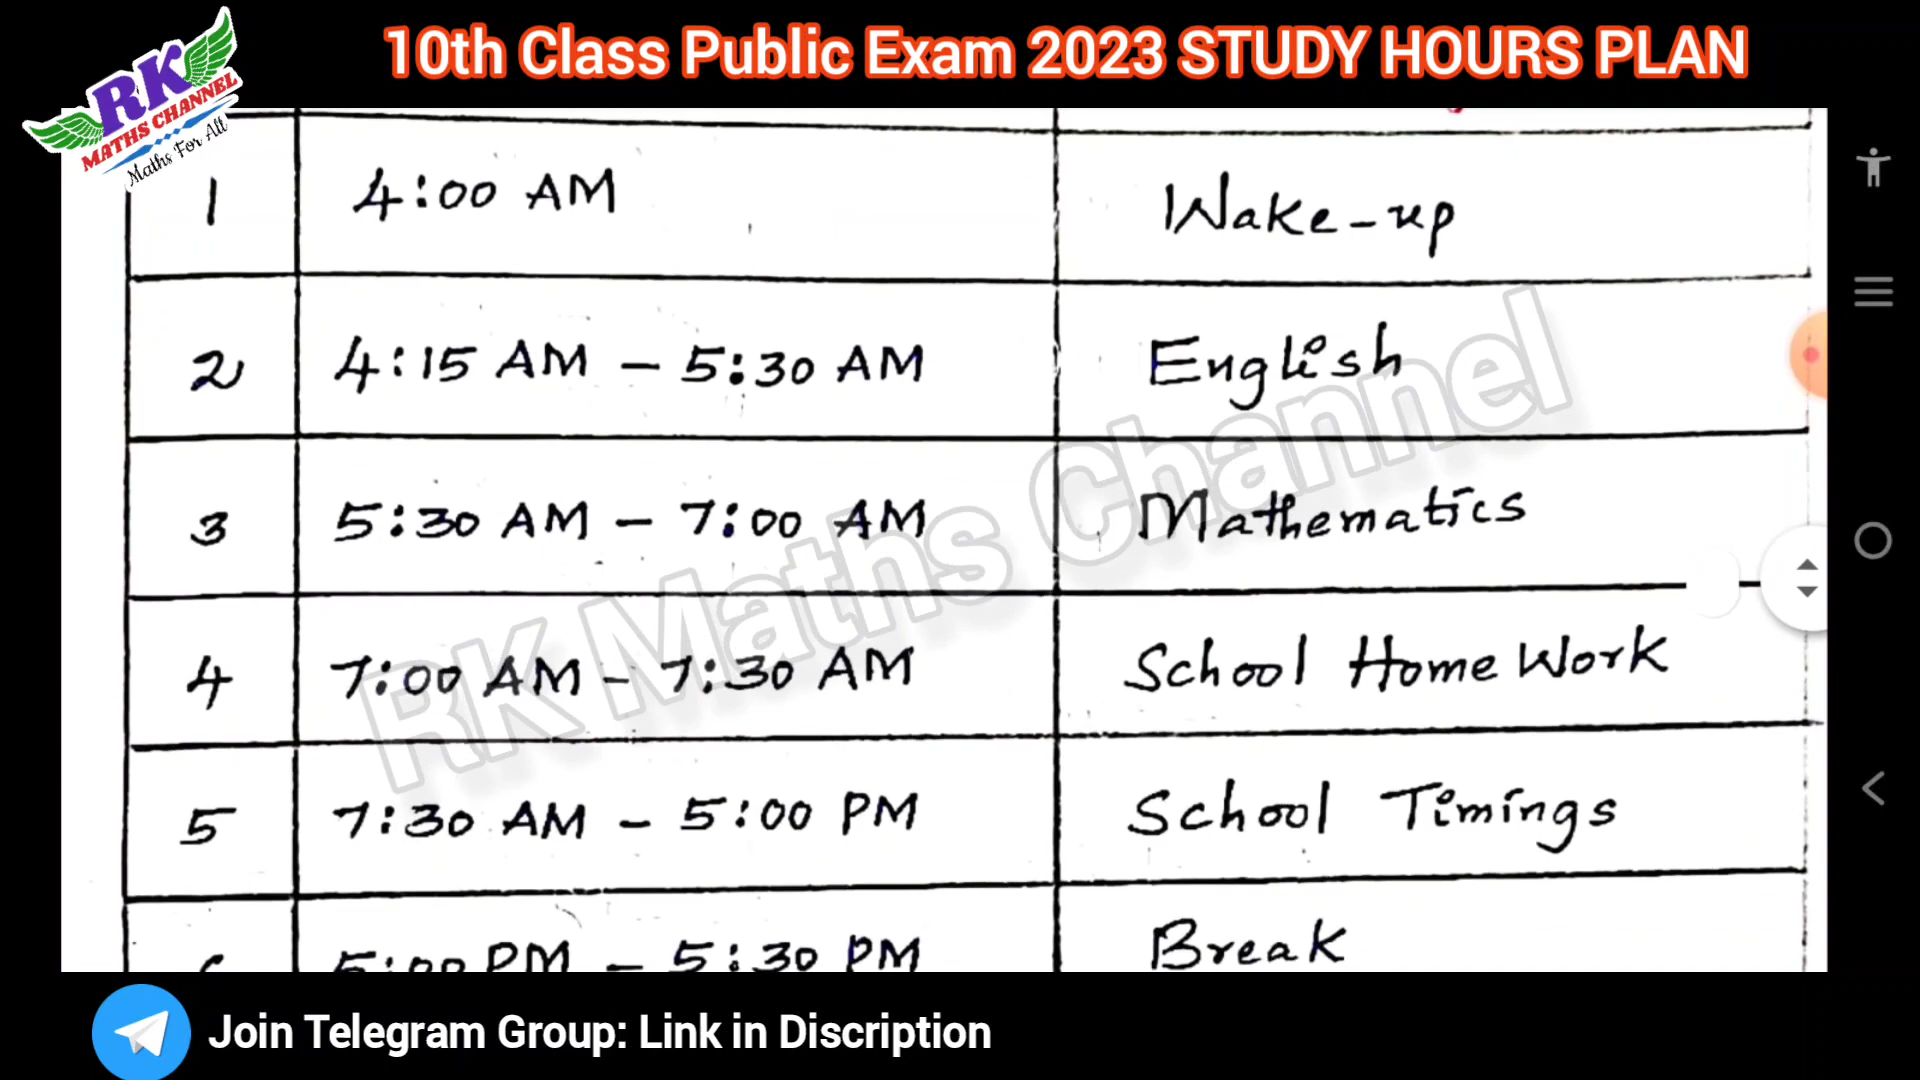 10th Class Public Exam 2023 STUDY HOURS PLAN
RK
MATHS CHANNEL
Maths For All
1 4:00 AM Wake-up
2 4:15 AM - 5:30 AM English
3 5:30 AM - 7:00 AM Mathematics
4 7:00 AM - 7:30 AM School Home Work
5 7:30 AM - 5:00 PM School Timings
5:00 PM - 5:30 PM Break
RK Maths Channel
Join Telegram Group: Link in Discription